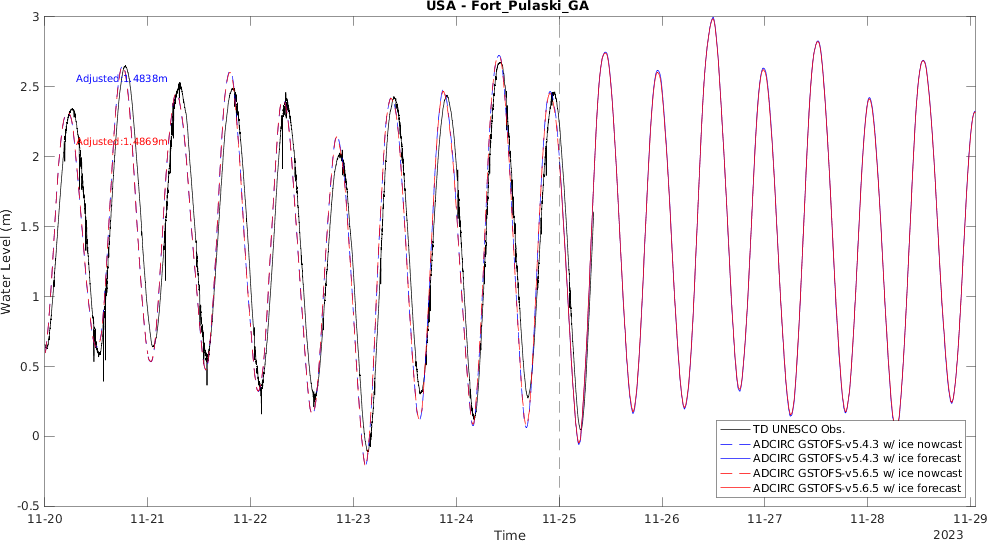 USA - Fort_Pulaski_GA
3
2.5
2
1.5
1
0.5
0
-0.5
Water Level (m)
Adjusted:1.4838m
Adjusted:1.4869m
TD UNESCO Obs.
ADCIRC GSTOFS-v5.4.3 w/ ice nowcast
ADCIRC GSTOFS-v5.4.3 w/ ice forecast
ADCIRC GSTOFS-v5.6.5 w/ ice nowcast
ADCIRC GSTOFS-v5.6.5 w/ ice forecast
11-20 11-21 11-22 11-23 11-24 11-25 11-26 11-27 11-28 11-29
Time
2023